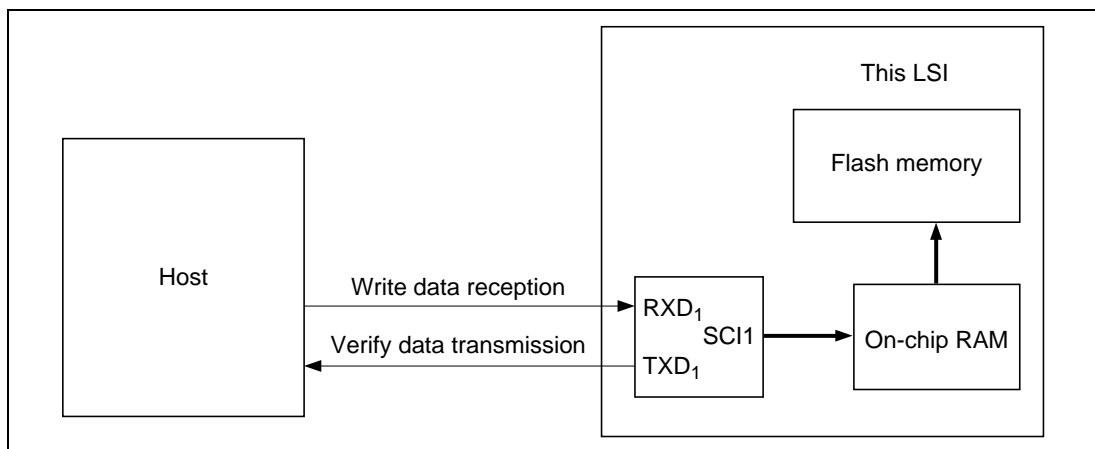 This LSI
Flash memory
Host
Write data reception
RXD₁
SCI1
On-chip RAM
Verify data transmission
TXD₁